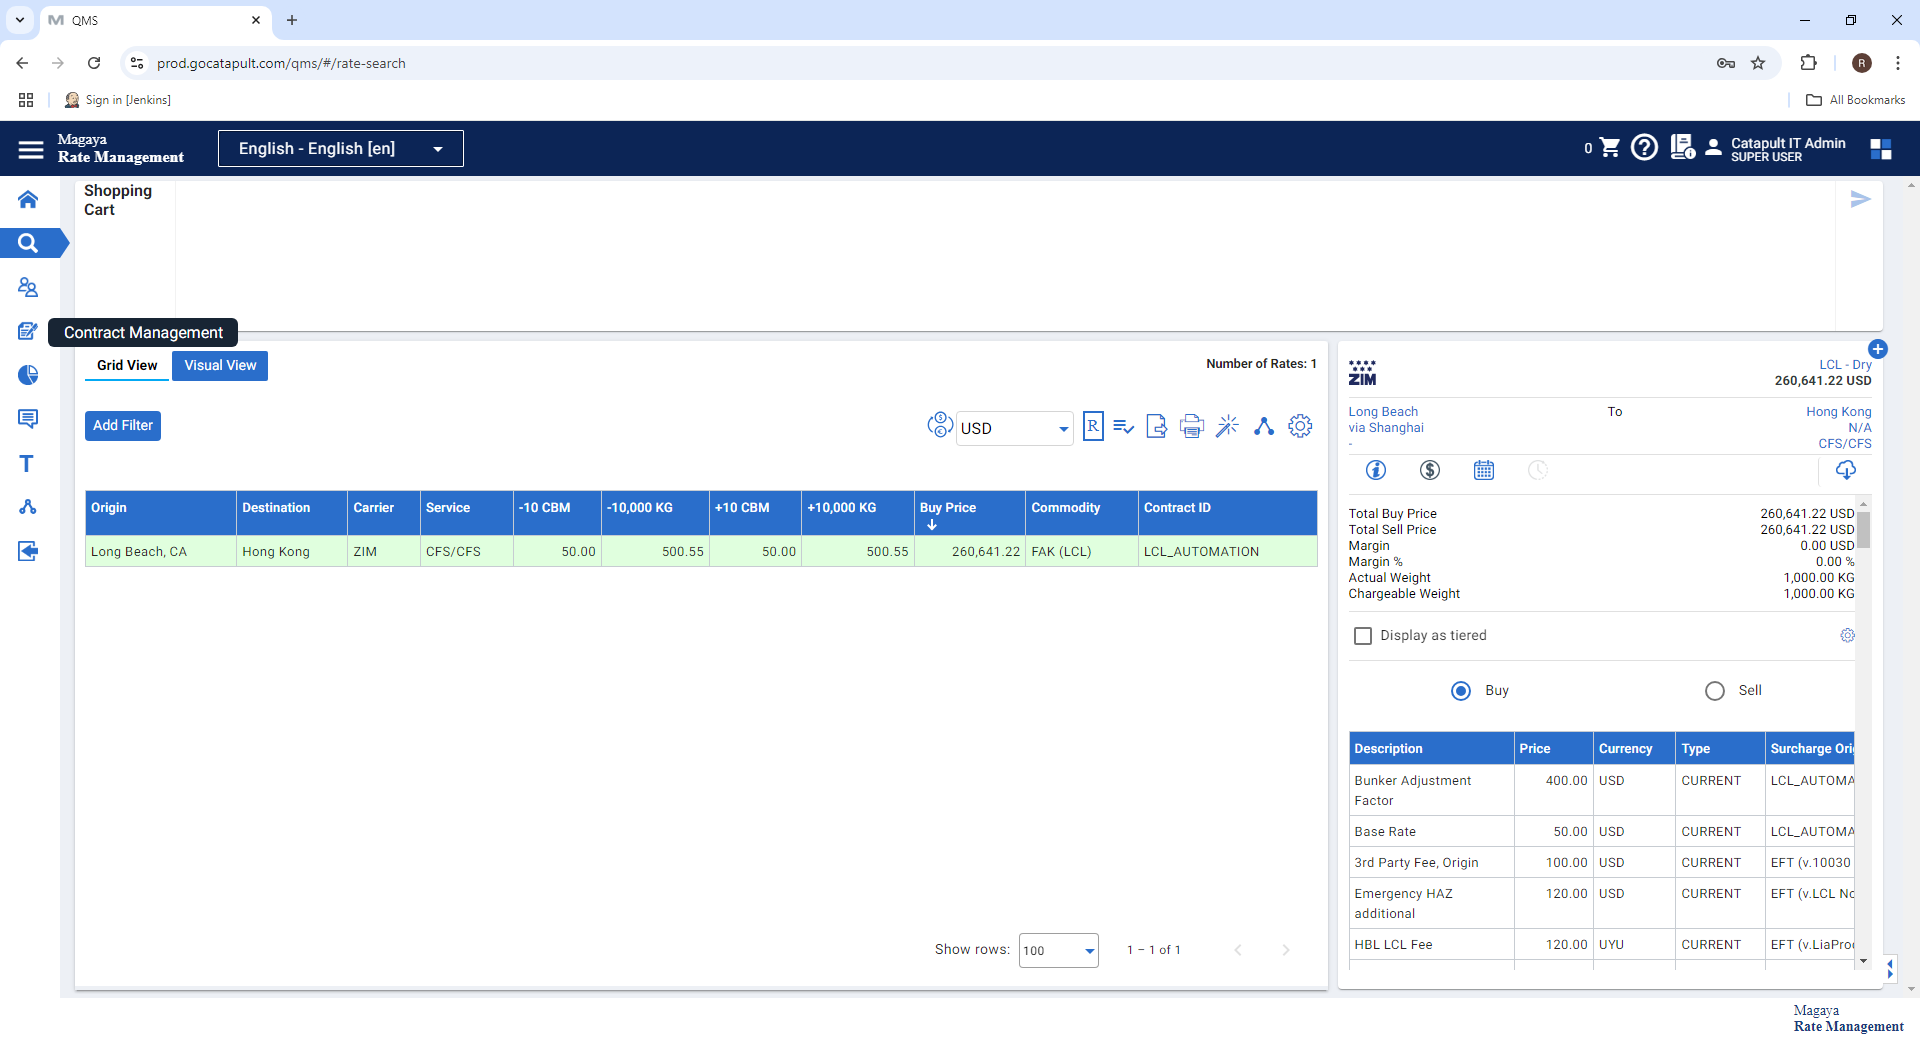 QMS
prod.gocatapult.com/qms/#/rate-search
R
Sign in [Jenkins]
All Bookmarks
Magaya
Rate Management
English - English [en]
0
Catapult IT Admin
SUPER USER
Shopping
Cart
Contract Management
Grid View
Visual View
Number of Rates: 1
Add Filter
USD
R
Origin
Destination
Carrier
Service
-10 CBM
-10,000 KG
+10 CBM
+10,000 KG
Buy Price
Commodity
Contract ID
Long Beach, CA
Hong Kong
ZIM
CFS/CFS
50.00
500.55
50.00
500.55
260,641.22
FAK (LCL)
LCL_AUTOMATION
Show rows:
100
1 – 1 of 1
ZIM
LCL - Dry
260,641.22 USD
Long Beach
To
Hong Kong
via Shanghai
N/A
-
CFS/CFS
Total Buy Price 260,641.22 USD
Total Sell Price 260,641.22 USD
Margin 0.00 USD
Margin % 0.00 %
Actual Weight 1,000.00 KG
Chargeable Weight 1,000.00 KG
Display as tiered
Buy
Sell
Description Price Currency Type Surcharge Ori
Bunker Adjustment
Factor
400.00 USD CURRENT LCL_AUTOMA
Base Rate 50.00 USD CURRENT LCL_AUTOMA
3rd Party Fee, Origin 100.00 USD CURRENT EFT (v.10030
Emergency HAZ
additional
120.00 USD CURRENT EFT (v.LCL No
HBL LCL Fee 120.00 UYU CURRENT EFT (v.LiaPro
Magaya
Rate Management